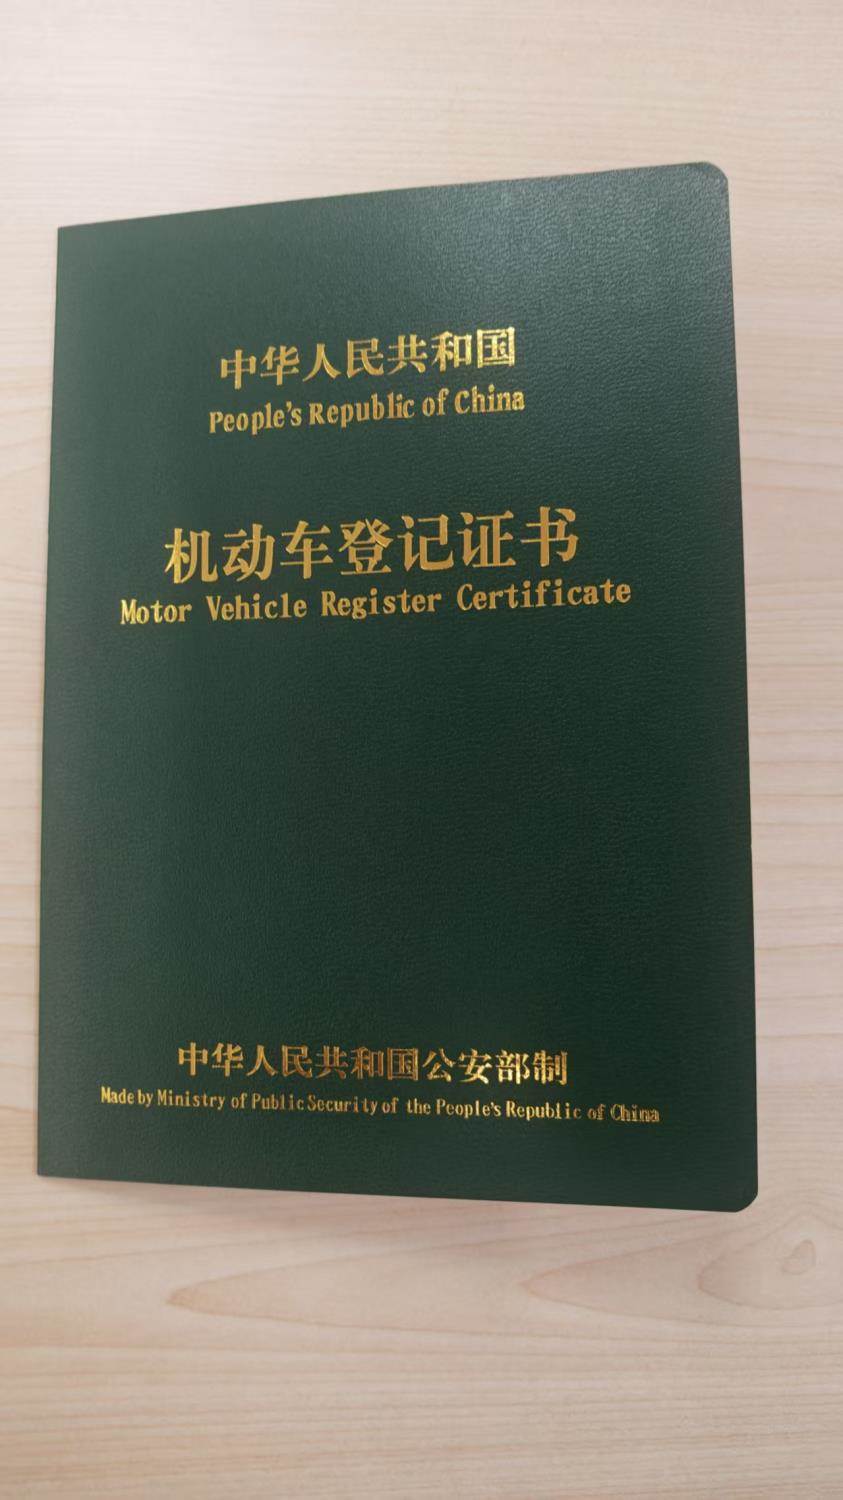 中华人民共和国
People's Republic of China
机动车登记证书
Motor Vehicle Register Certificate
中华人民共和国公安部制
Made by Ministry of Public Security of the People's Republic of China